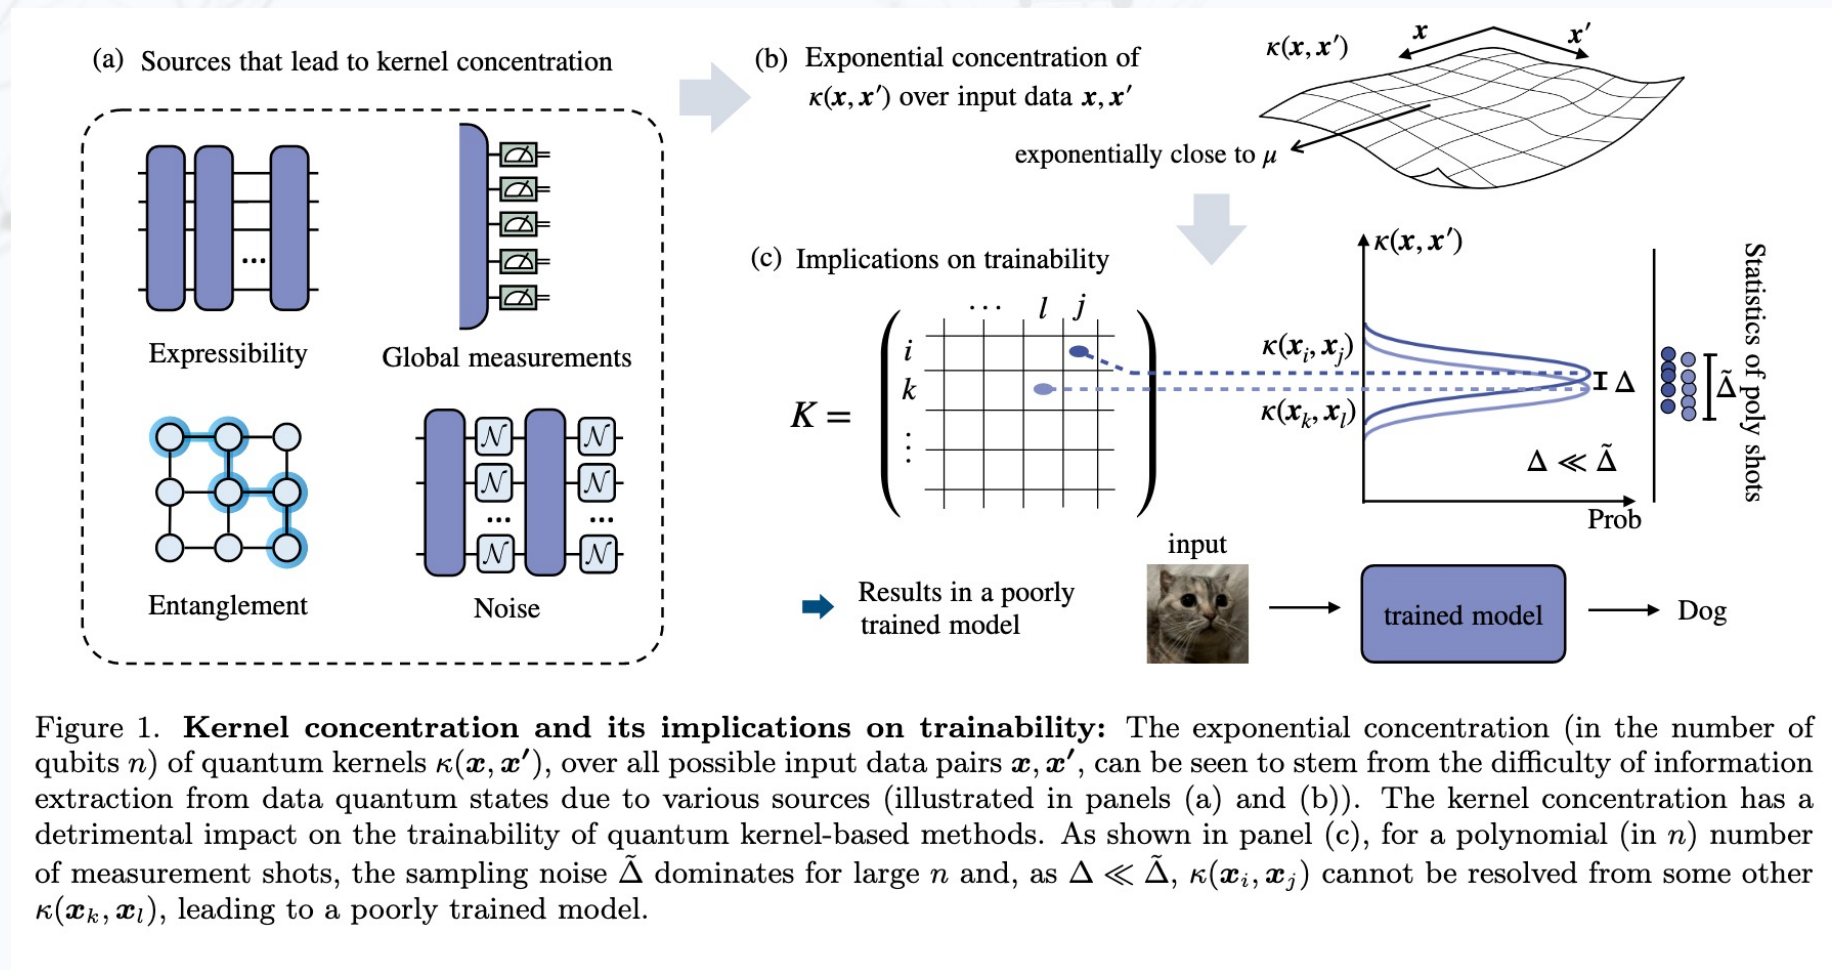 (a) Sources that lead to kernel concentration
Expressibility
Global measurements
Entanglement
𝒩 𝒩
𝒩 𝒩
𝒩 𝒩
Noise
(b) Exponential concentration of
κ(x, x′) over input data x, x′
κ(x, x′)
x
x′
exponentially close to μ
(c) Implications on trainability
K =
⋯ l j
i
k
⋮
κ(x, x′)
κ(xᵢ, xⱼ)
κ(xₖ, xₗ)
Δ
Δ̃
Δ ≪ Δ̃
Prob
Statistics of poly shots
Results in a poorly
trained model
input
trained model
Dog
Figure 1. Kernel concentration and its implications on trainability: The exponential concentration (in the number of
qubits n) of quantum kernels κ(x, x′), over all possible input data pairs x, x′, can be seen to stem from the difficulty of information
extraction from data quantum states due to various sources (illustrated in panels (a) and (b)). The kernel concentration has a
detrimental impact on the trainability of quantum kernel-based methods. As shown in panel (c), for a polynomial (in n) number
of measurement shots, the sampling noise Δ̃ dominates for large n and, as Δ ≪ Δ̃, κ(xᵢ, xⱼ) cannot be resolved from some other
κ(xₖ, xₗ), leading to a poorly trained model.